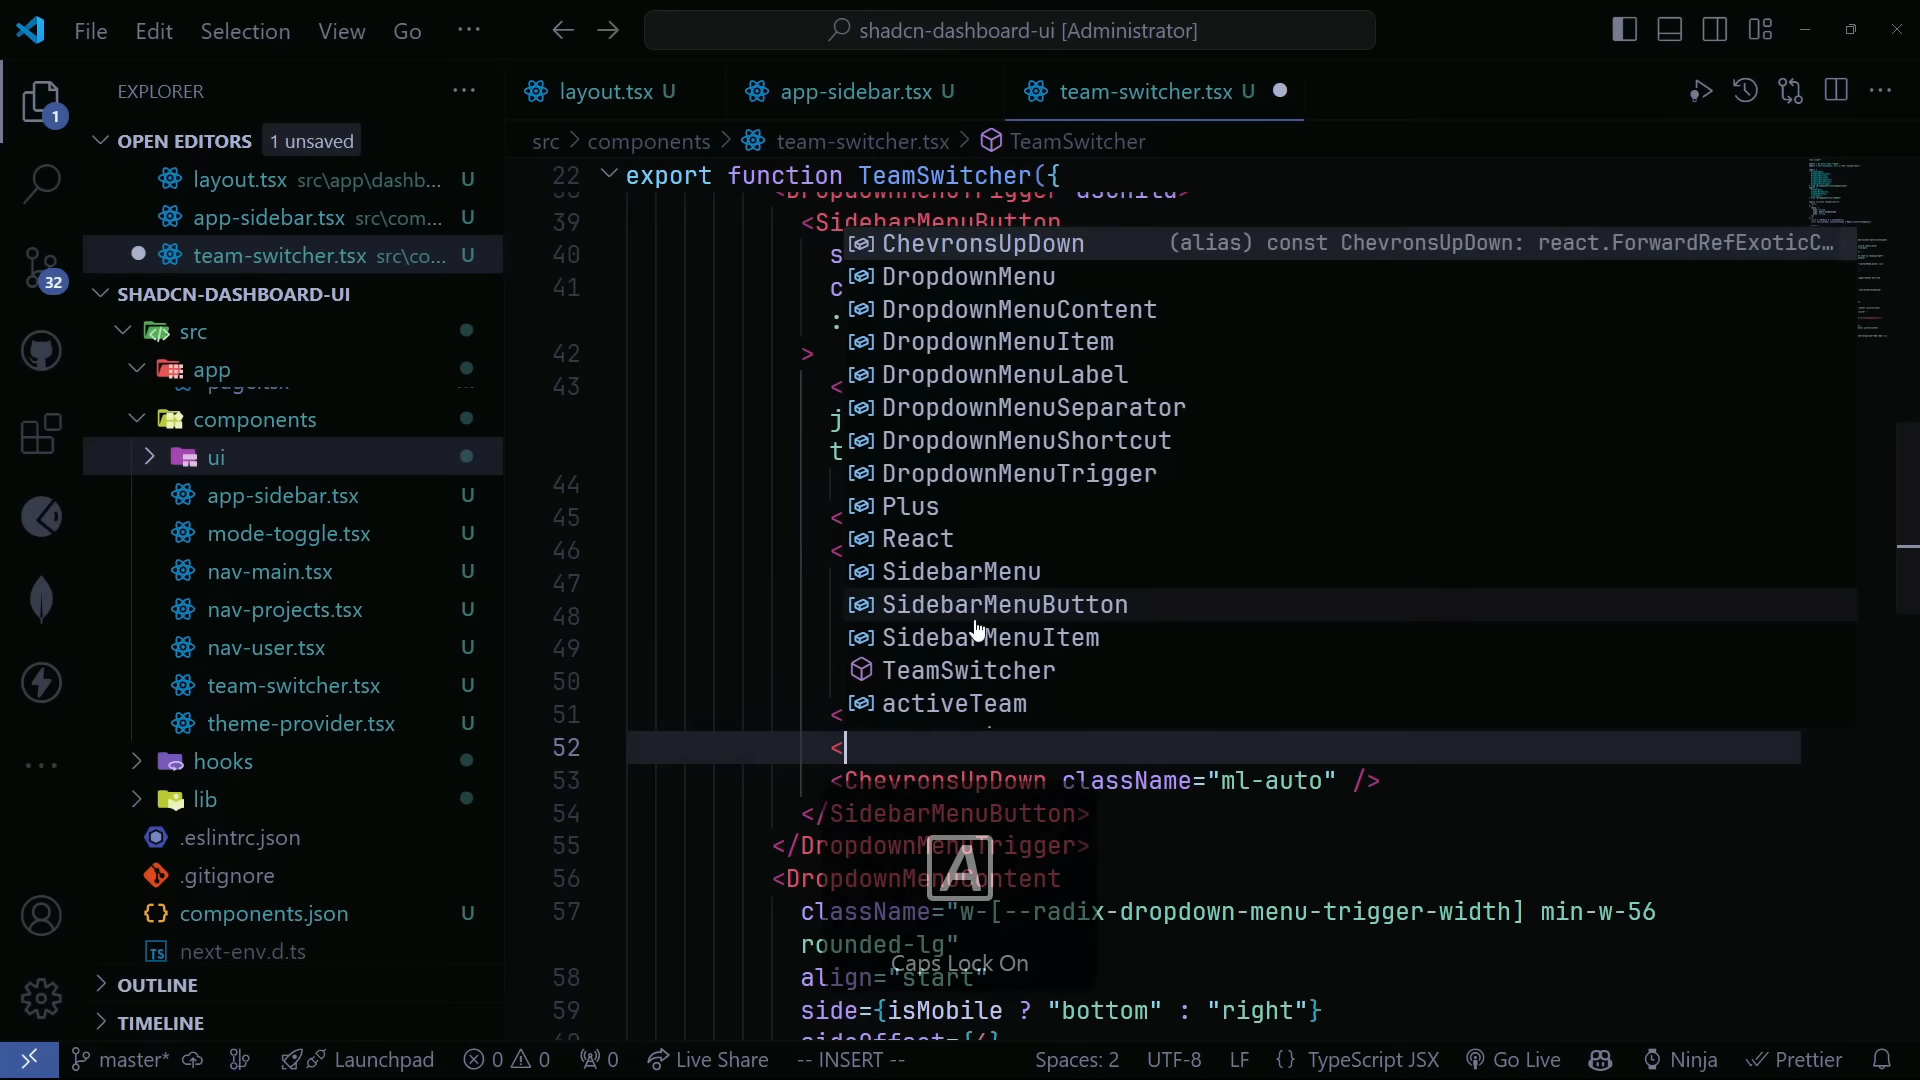 File Edit Selection View Go ··· shadcn-dashboard-ui [Administrator]
EXPLORER ···
OPEN EDITORS 1 unsaved
layout.tsx src\app\dashb... U
app-sidebar.tsx src\com... U
team-switcher.tsx src\co... U
SHADCN-DASHBOARD-UI
src
app
page.tsx
components
ui
app-sidebar.tsx U
mode-toggle.tsx U
nav-main.tsx U
nav-projects.tsx U
nav-user.tsx U
team-switcher.tsx U
theme-provider.tsx U
hooks
lib
.eslintrc.json
.gitignore
components.json U
next-env.d.ts
OUTLINE
TIMELINE
1
32
layout.tsx U app-sidebar.tsx U team-switcher.tsx U
src > components > team-switcher.tsx > TeamSwitcher
22 export function TeamSwitcher({
<DropdownMenuTrigger asChild>
39 <SidebarMenuButton
40 s
41 c
:
42 >
43 <
j
t
44
45 <
46 <
47
48
49
50
51 <
52 <
53 <ChevronsUpDown className="ml-auto" />
54 </SidebarMenuButton>
55 </DropdownMenuTrigger>
56 <DropdownMenuContent
57 className="w-[--radix-dropdown-menu-trigger-width] min-w-56
rounded-lg"
58 align="start"
59 side={isMobile ? "bottom" : "right"}
60 sideOffset={4}
ChevronsUpDown (alias) const ChevronsUpDown: react.ForwardRefExoticC…
DropdownMenu
DropdownMenuContent
DropdownMenuItem
DropdownMenuLabel
DropdownMenuSeparator
DropdownMenuShortcut
DropdownMenuTrigger
Plus
React
SidebarMenu
SidebarMenuButton
SidebarMenuItem
TeamSwitcher
activeTeam
A
Caps Lock On
master* Launchpad 0 0 0 Live Share -- INSERT -- Spaces: 2 UTF-8 LF {} TypeScript JSX Go Live Ninja Prettier